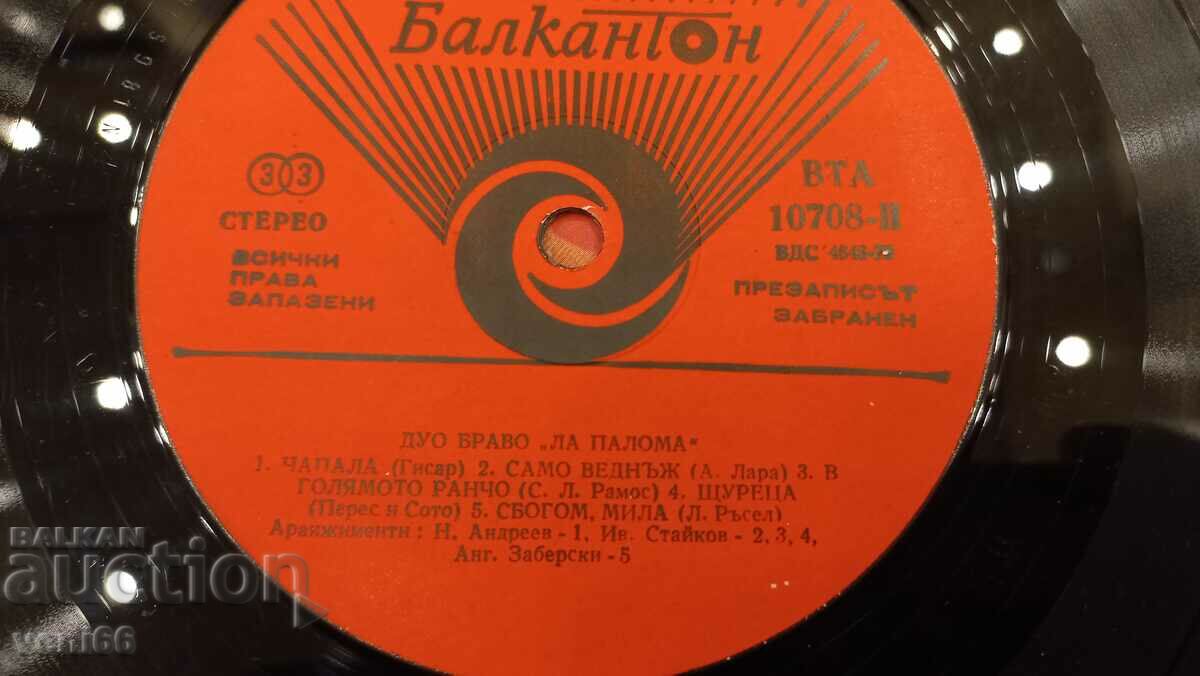 Балкантон
33
СТЕРЕО
ВСИЧКИ
ПРАВА
ЗАПАЗЕНИ
ВТА
10708-II
ВДС
ПРЕЗАПИСЪТ
ЗАБРАНЕН
ДУО БРАВО „ЛА ПАЛОМА“
1. ЧАПАЛА (Гисар) 2. САМО ВЕДНЪЖ (А. Лара) 3. В
ГОЛЯМОТО РАНЧО (С. Л. Рамос) 4. ЩУРЕЦА
(Перес и Сото) 5. СБОГОМ, МИЛА (Л. Ръсел)
Аранжименти : Н. Андреев - 1, Ив. Стайков - 2, 3, 4,
Анг. Заберски - 5
BALKAN
auction